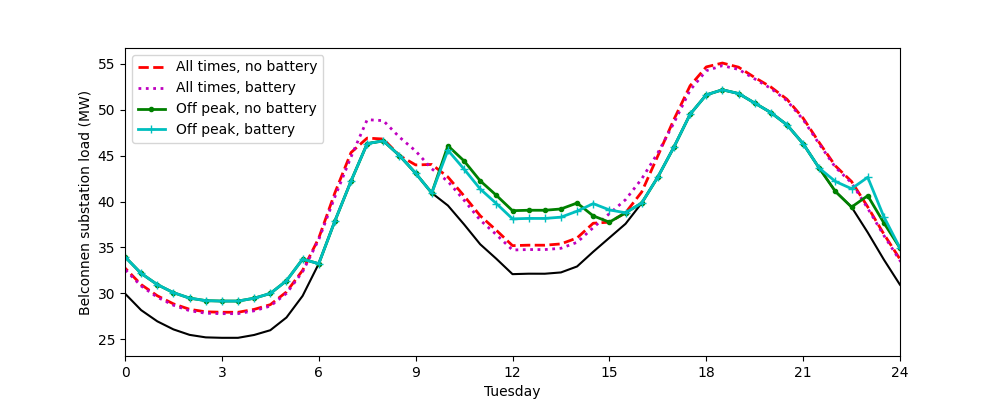 55
50
45
40
35
30
25
Belconnen substation load (MW)
All times, no battery
All times, battery
Off peak, no battery
Off peak, battery
0 3 6 9 12 15 18 21 24
Tuesday